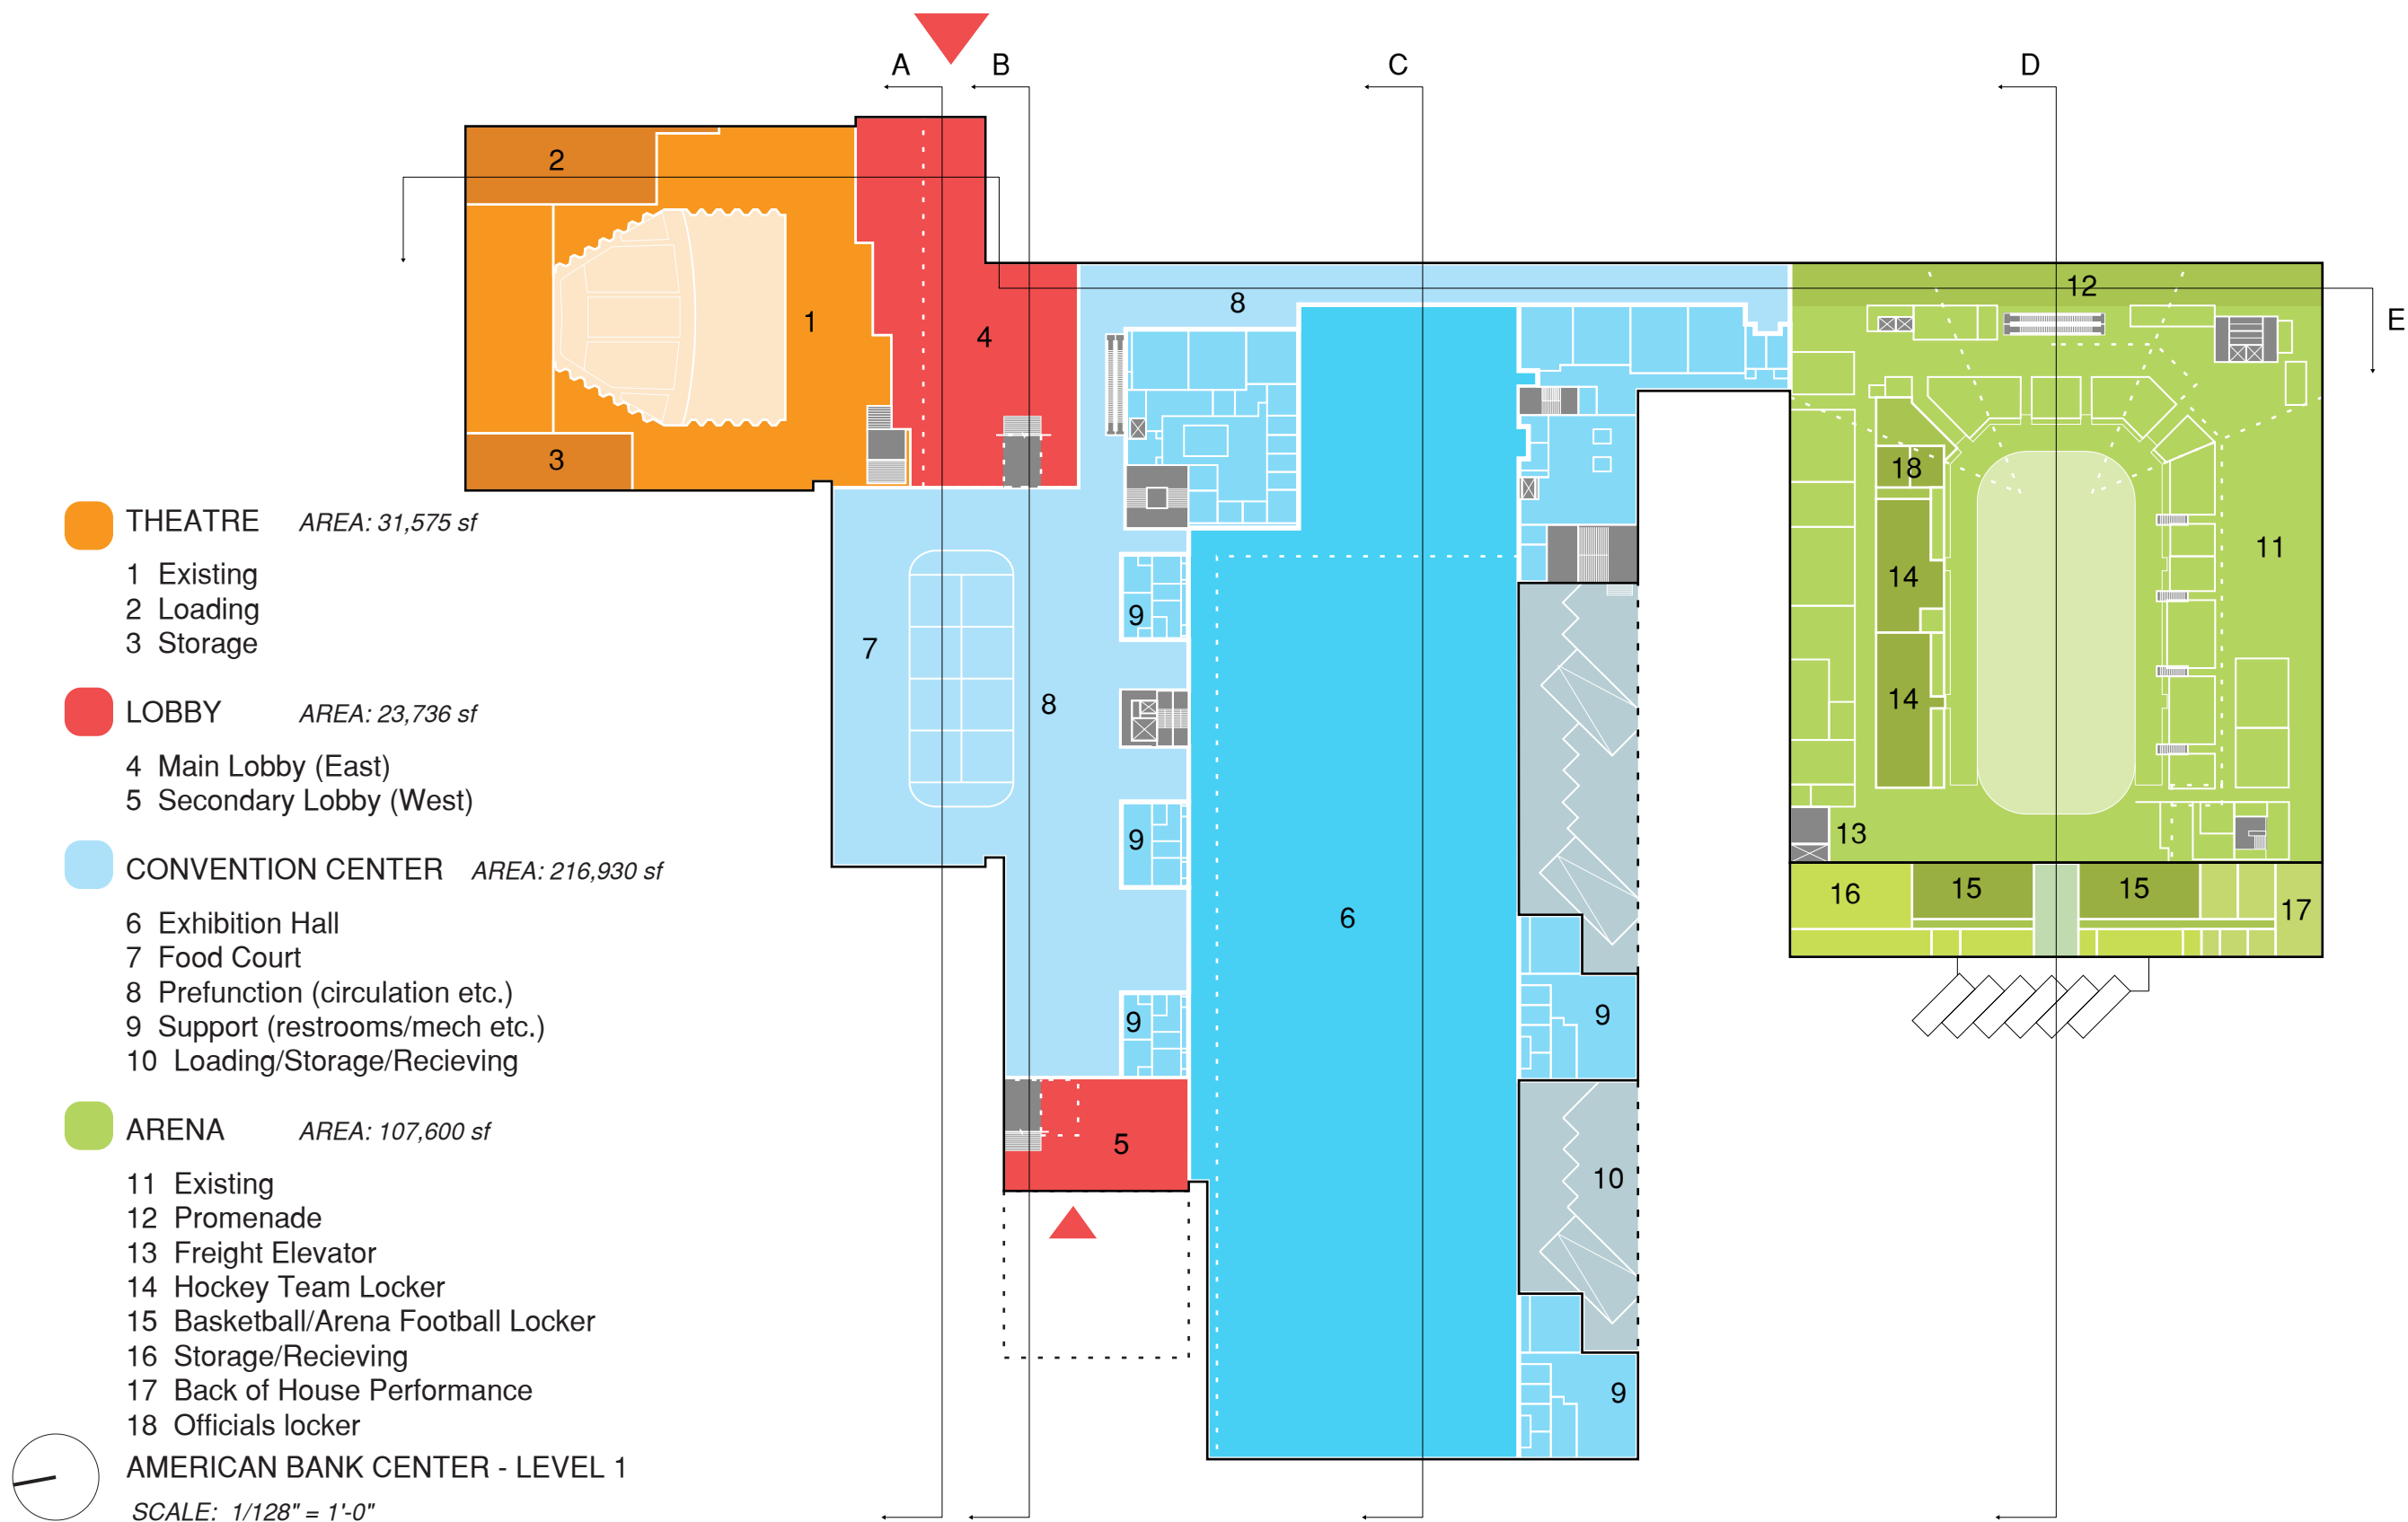 A B C D
2
12
8
E
1
4
18
3
THEATRE AREA: 31,575 sf
1 Existing
2 Loading
3 Storage
LOBBY AREA: 23,736 sf
4 Main Lobby (East)
5 Secondary Lobby (West)
CONVENTION CENTER AREA: 216,930 sf
6 Exhibition Hall
7 Food Court
8 Prefunction (circulation etc.)
9 Support (restrooms/mech etc.)
10 Loading/Storage/Recieving
ARENA AREA: 107,600 sf
11 Existing
12 Promenade
13 Freight Elevator
14 Hockey Team Locker
15 Basketball/Arena Football Locker
16 Storage/Recieving
17 Back of House Performance
18 Officials locker
AMERICAN BANK CENTER - LEVEL 1
SCALE: 1/128" = 1'-0"
11
14
9
7
8
14
9
13
16 15 15 17
6
9
9
5
10
9